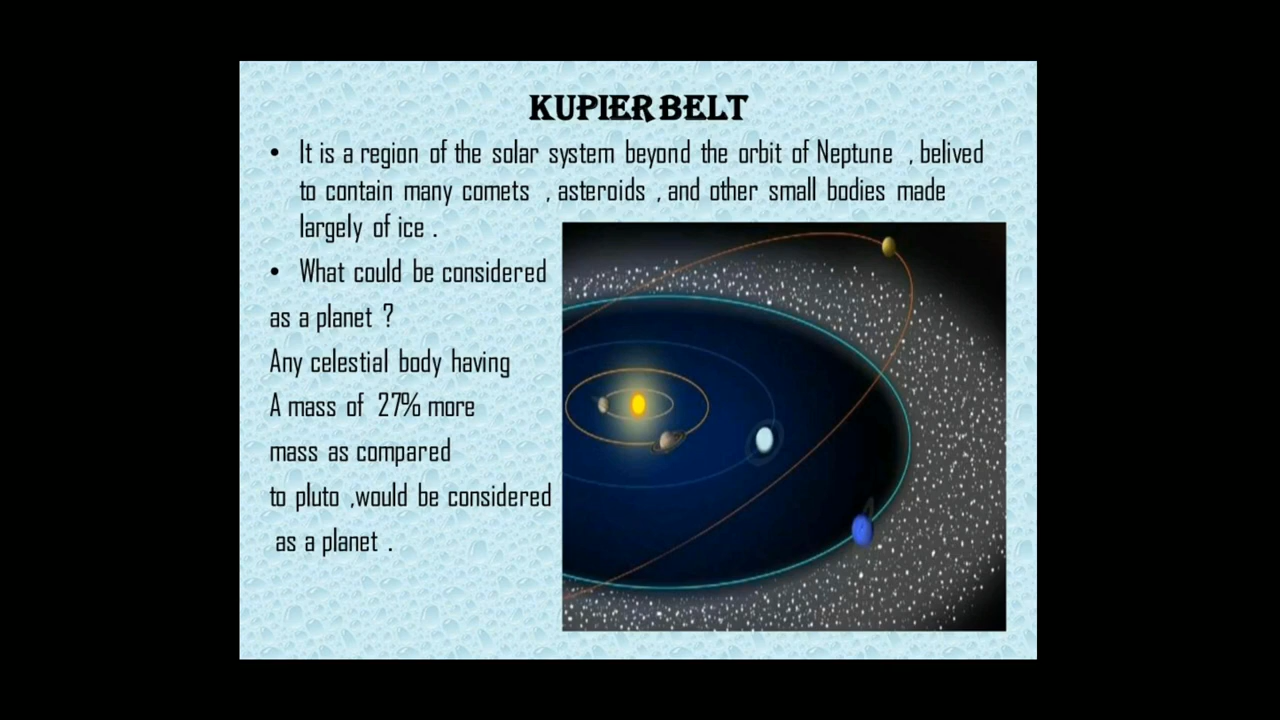 KUPIER BELT
• It is a region of the solar system beyond the orbit of Neptune , belived
to contain many comets , asteroids , and other small bodies made
largely of ice .
• What could be considered
as a planet ?
Any celestial body having
A mass of 27% more
mass as compared
to pluto ,would be considered
as a planet .